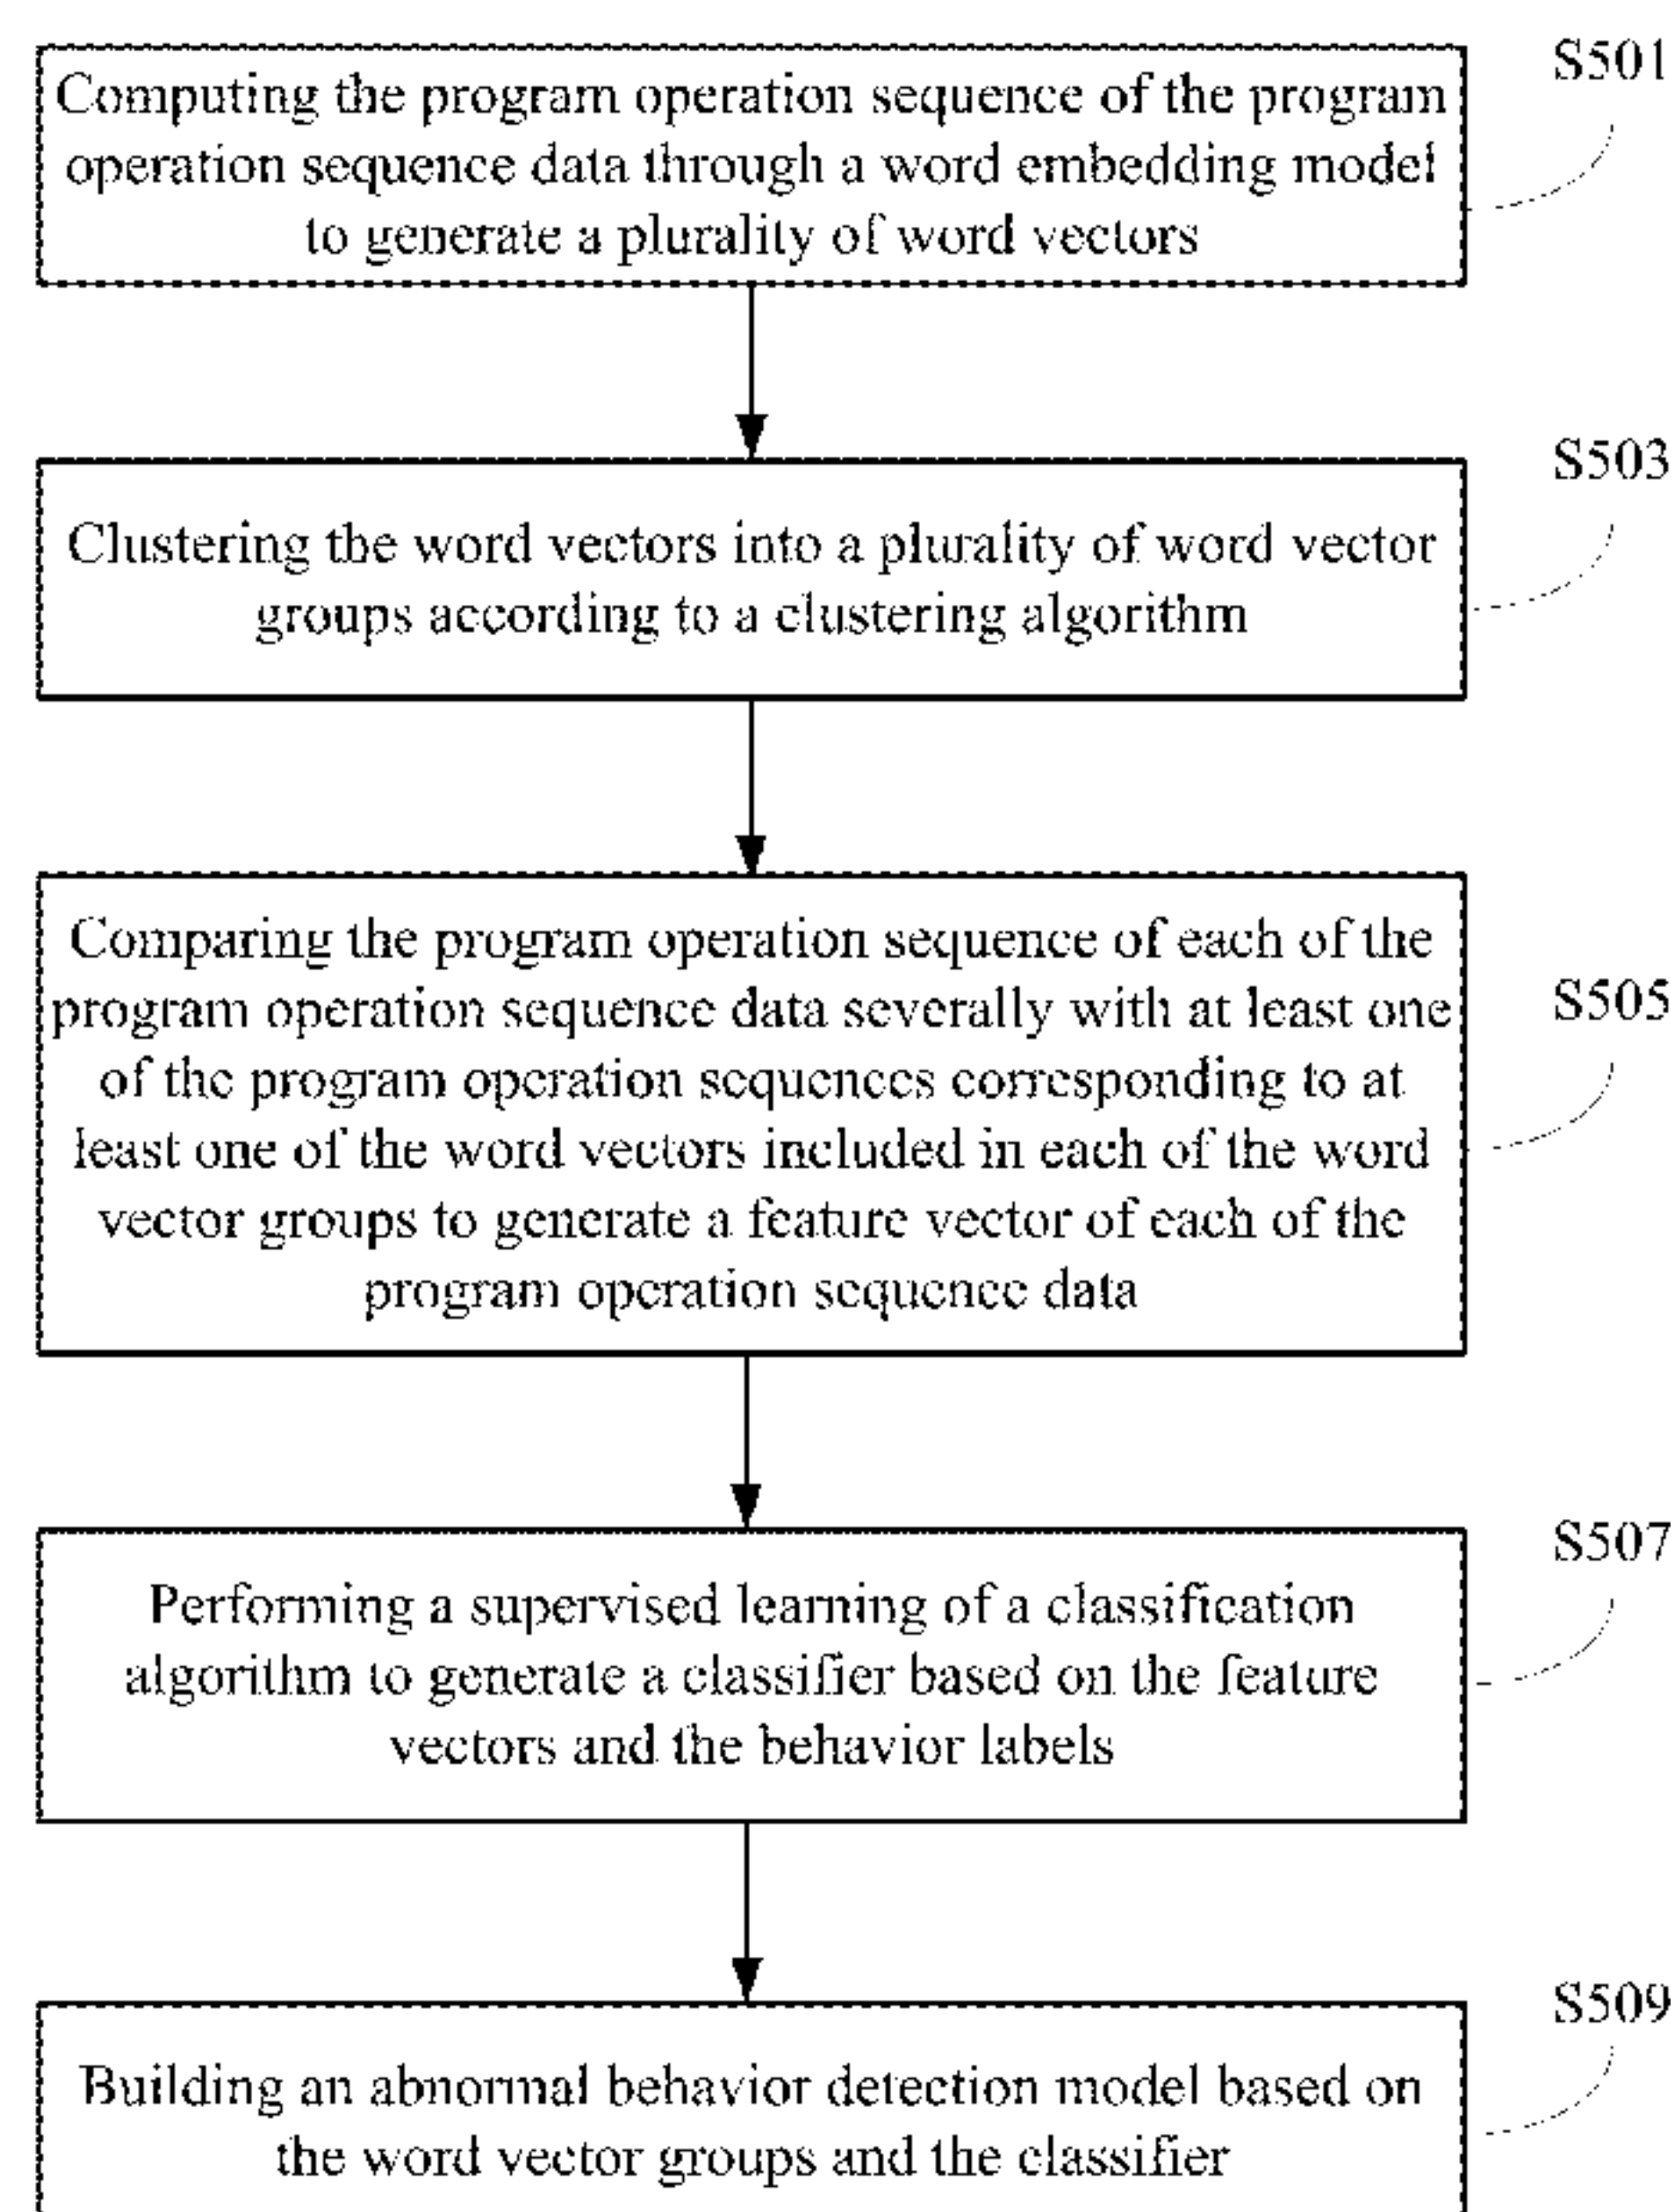 S501
Computing the program operation sequence of the program
operation sequence data through a word embedding model
to generate a plurality of word vectors
S503
Clustering the word vectors into a plurality of word vector
groups according to a clustering algorithm
S505
Comparing the program operation sequence of each of the
program operation sequence data severally with at least one
of the program operation sequences corresponding to at
least one of the word vectors included in each of the word
vector groups to generate a feature vector of each of the
program operation sequence data
S507
Performing a supervised learning of a classification
algorithm to generate a classifier based on the feature
vectors and the behavior labels
S509
Building an abnormal behavior detection model based on
the word vector groups and the classifier